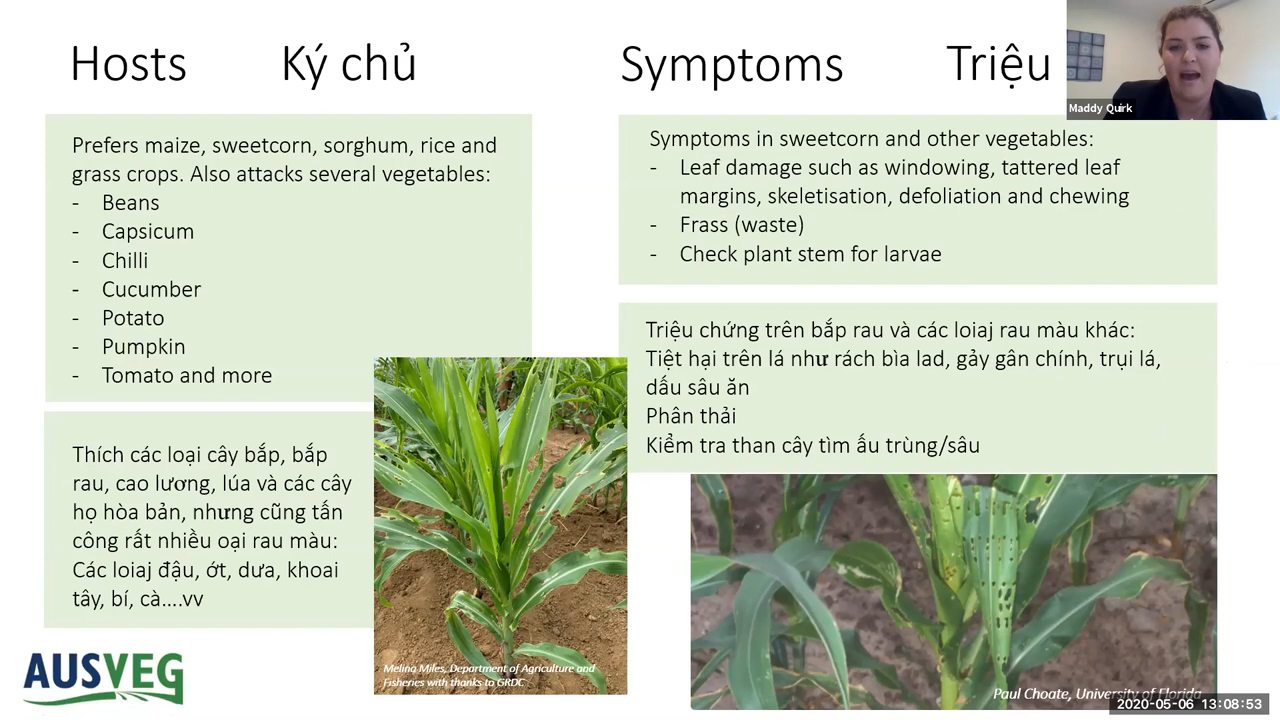 Hosts Ký chủ
Prefers maize, sweetcorn, sorghum, rice and
grass crops. Also attacks several vegetables:
- Beans
- Capsicum
- Chilli
- Cucumber
- Potato
- Pumpkin
- Tomato and more
Thích các loại cây bắp, bắp
rau, cao lương, lúa và các cây
họ hòa bản, nhưng cũng tấn
công rất nhiều oại rau màu:
Các loiaj đậu, ớt, dưa, khoai
tây, bí, cà....vv
AUSVEG
Melina Miles, Department of Agriculture and
Fisheries with thanks to GRDC
Symptoms Triệu
Maddy Quirk
Symptoms in sweetcorn and other vegetables:
- Leaf damage such as windowing, tattered leaf
margins, skeletisation, defoliation and chewing
- Frass (waste)
- Check plant stem for larvae
Triệu chứng trên bắp rau và các loiaj rau màu khác:
Tiệt hại trên lá như rách bìa lad, gảy gân chính, trụi lá,
dấu sâu ăn
Phân thải
Kiểm tra than cây tìm ấu trùng/sâu
Paul Choate, University of Florida
2020-05-06 13:08:53